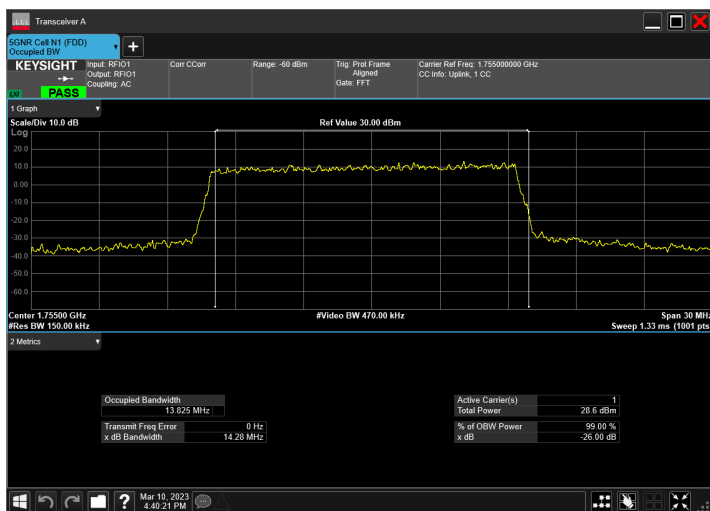 Transceiver A
5GNR Cell N1 (FDD)
Occupied BW
KEYSIGHT
LXI
PASS
Input: RFIO1
Output: RFIO1
Coupling: AC
Corr CCorr
Range: -60 dBm
Trig: Prot Frame
Aligned
Gate: FFT
Carrier Ref Freq: 1.755000000 GHz
CC Info: Uplink, 1 CC
1 Graph
Scale/Div 10.0 dB
Ref Value 30.00 dBm
Log
20.0
10.0
0.00
-10.0
-20.0
-30.0
-40.0
-50.0
-60.0
Center 1.75500 GHz
#Video BW 470.00 kHz
Span 30 MHz
#Res BW 150.00 kHz
Sweep 1.33 ms (1001 pts
2 Metrics
Occupied Bandwidth
13.825 MHz
Transmit Freq Error 0 Hz
x dB Bandwidth 14.28 MHz
Active Carrier(s) 1
Total Power 28.6 dBm
% of OBW Power 99.00 %
x dB -26.00 dB
?
Mar 10, 2023
4:40:21 PM